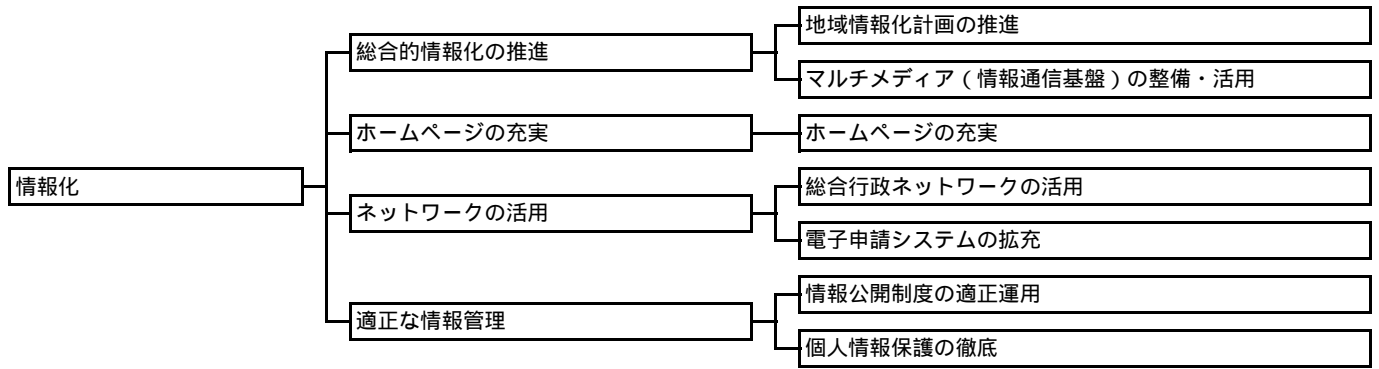 情報化
総合的情報化の推進
地域情報化計画の推進
マルチメディア（情報通信基盤）の整備・活用
ホームページの充実
ホームページの充実
ネットワークの活用
総合行政ネットワークの活用
電子申請システムの拡充
適正な情報管理
情報公開制度の適正運用
個人情報保護の徹底